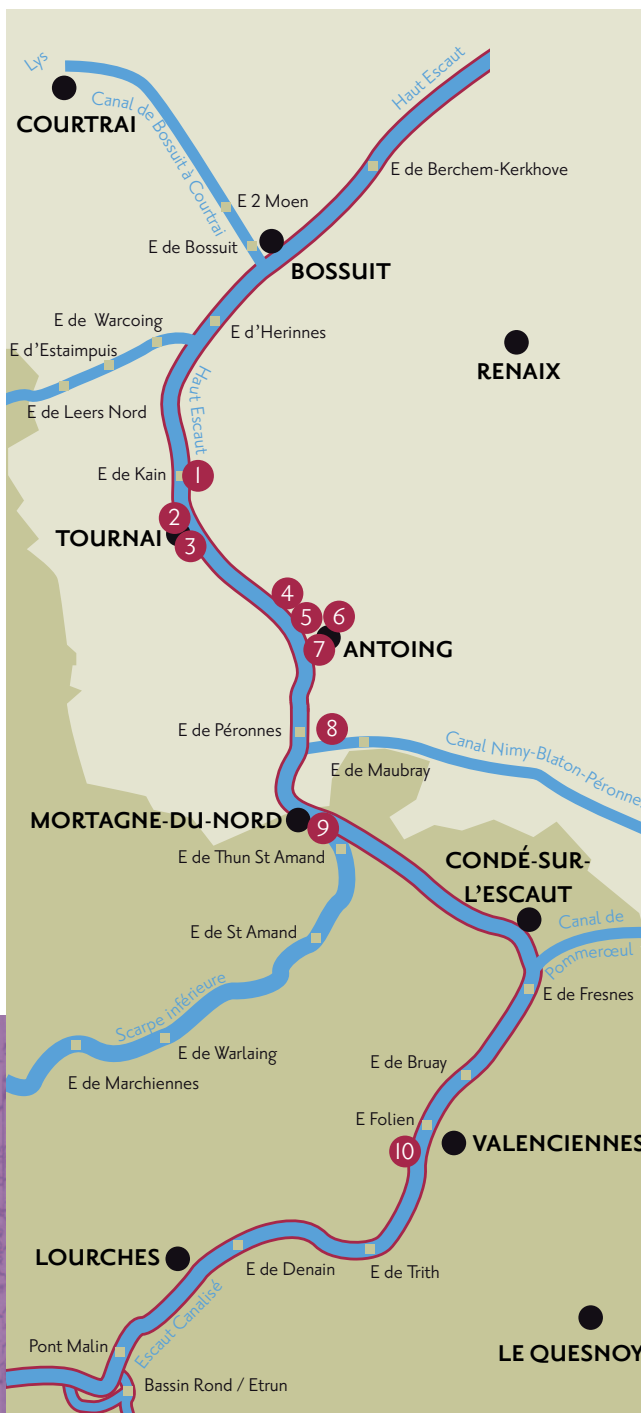 Lys
COURTRAI
Canal de Bossuit à Courtrai
Haut Escaut
E de Berchem-Kerkhove
E 2 Moen
E de Bossuit
BOSSUIT
E de Warcoing
E d'Herinnes
E d'Estaimpuis
RENAIX
E de Leers Nord
Haut Escaut
E de Kain
1
2
TOURNAI
3
4
5
6
7
ANTOING
E de Péronnes
8
Canal Nimy-Blaton-Péronnes
E de Maubray
MORTAGNE-DU-NORD
9
E de Thun St Amand
CONDÉ-SUR-
L'ESCAUT
E de St Amand
Canal de
Pommerœul
E de Fresnes
Scarpe inférieure
E de Warlaing
E de Marchiennes
E de Bruay
E Folien
10
VALENCIENNES
LOURCHES
E de Denain
E de Trith
Escaut Canalisé
Pont Malin
LE QUESNOY
Bassin Rond / Etrun